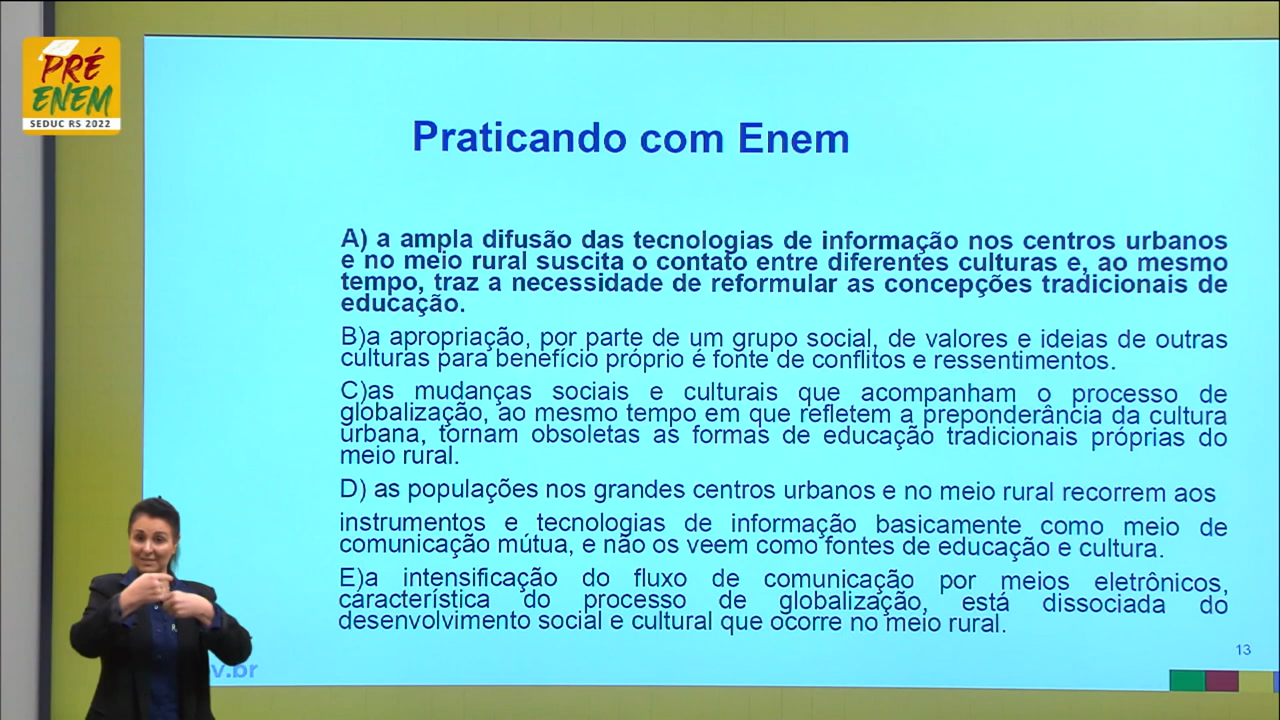 PRÉ
ENEM
SEDUC RS 2022
Praticando com Enem
A) a ampla difusão das tecnologias de informação nos centros urbanos
e no meio rural suscita o contato entre diferentes culturas e, ao mesmo
tempo, traz a necessidade de reformular as concepções tradicionais de
educação.
B)a apropriação, por parte de um grupo social, de valores e ideias de outras
culturas para benefício próprio é fonte de conflitos e ressentimentos.
C)as mudanças sociais e culturais que acompanham o processo de
globalização, ao mesmo tempo em que refletem a preponderância da cultura
urbana, tornam obsoletas as formas de educação tradicionais próprias do
meio rural.
D) as populações nos grandes centros urbanos e no meio rural recorrem aos
instrumentos e tecnologias de informação basicamente como meio de
comunicação mútua, e não os veem como fontes de educação e cultura.
E)a intensificação do fluxo de comunicação por meios eletrônicos,
característica do processo de globalização, está dissociada do
desenvolvimento social e cultural que ocorre no meio rural.
13
v.br